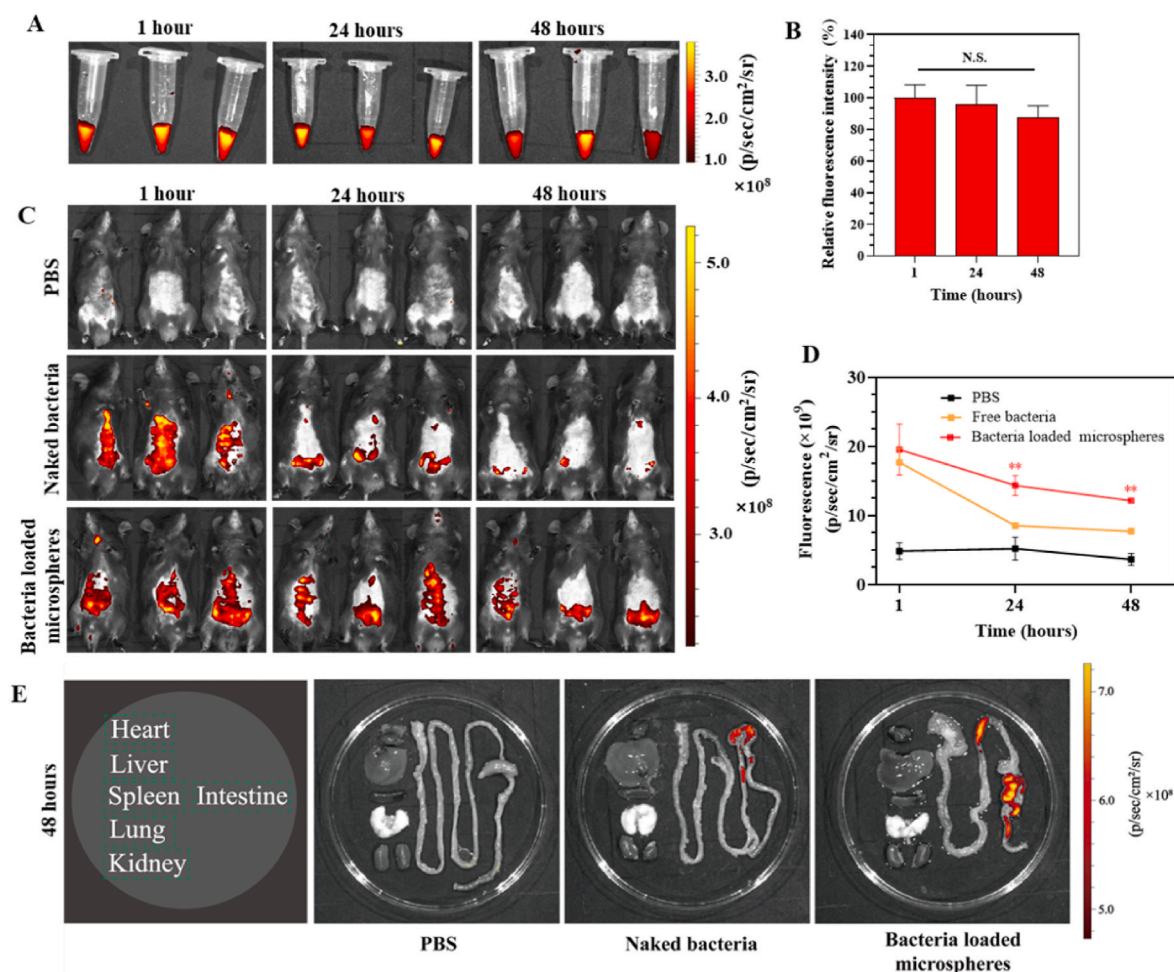 A
1 hour
24 hours
48 hours
3.0
2.0
1.0
(p/sec/cm²/sr)
×10⁸
B
Relative fluorescence intensity (%)
140
120
100
80
60
40
20
0
N.S.
1
24
48
Time (hours)
C
1 hour
24 hours
48 hours
PBS
Naked bacteria
Bacteria loaded
microspheres
5.0
4.0
3.0
(p/sec/cm²/sr)
×10⁸
D
Fluorescence (×10⁹)
(p/sec/cm²/sr)
30
20
10
0
PBS
Free bacteria
Bacteria loaded microspheres
**
**
1
24
48
Time (hours)
E
48 hours
Heart
Liver
Spleen Intestine
Lung
Kidney
PBS
Naked bacteria
Bacteria loaded
microspheres
7.0
6.0
5.0
(p/sec/cm²/sr)
×10⁸